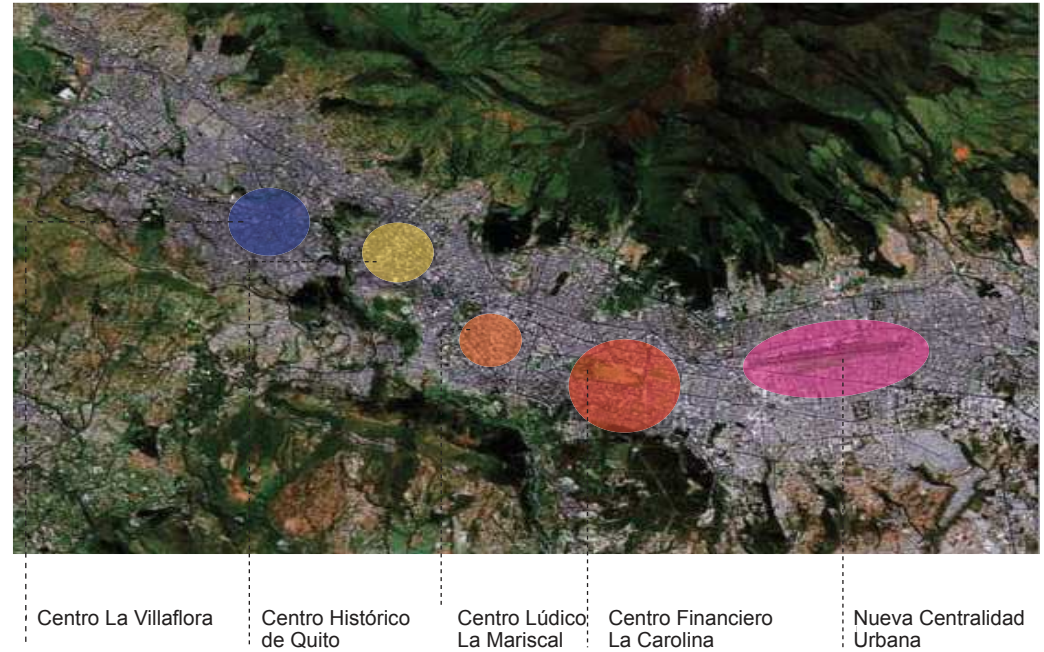 Centro La Villaflora
Centro Histórico
de Quito
Centro Lúdico
La Mariscal
Centro Financiero
La Carolina
Nueva Centralidad
Urbana